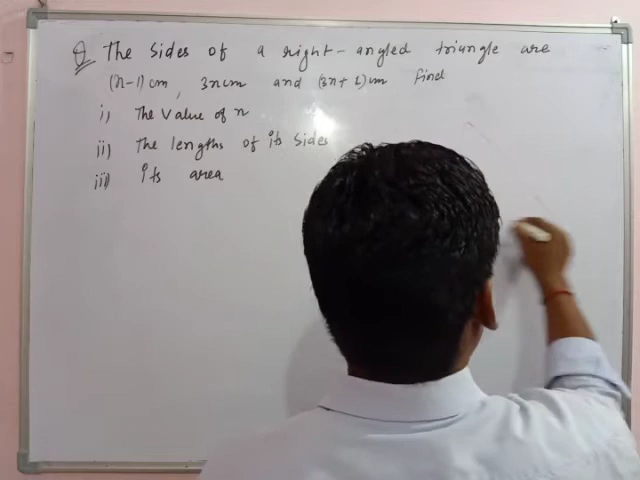 Q The Sides of a right-angled triangle are
(n-1)cm, 3ncm and (3n+1)cm find
i) The Value of n
ii) The lengths of its sides
iii) its area